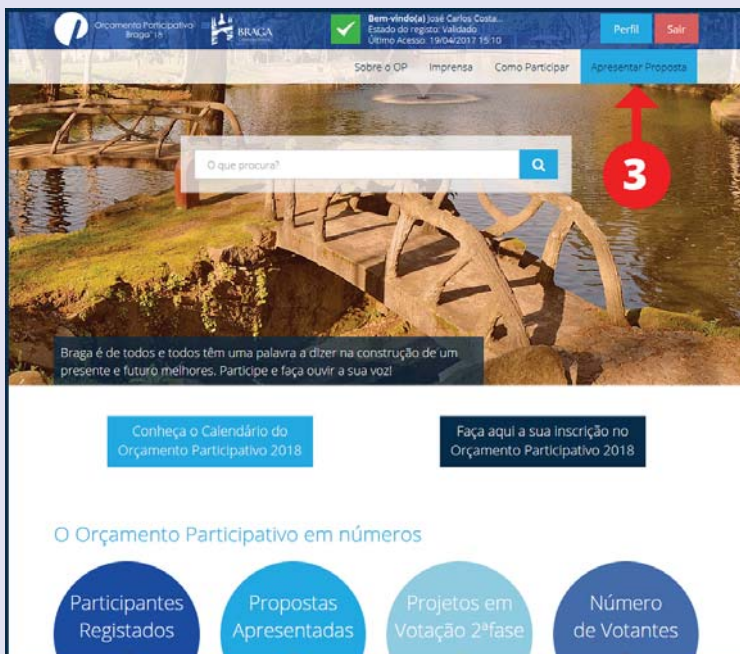 Orçamento Participativo
Braga'18
BRAGA
Bem-vindo(a) José Carlos Costa...
Estado do registo: Validado
Último Acesso: 19/04/2017 15:10
Perfil
Sair
Sobre o OP
Imprensa
Como Participar
Apresentar Proposta
O que procura?
3
Braga é de todos e todos têm uma palavra a dizer na construção de um
presente e futuro melhores. Participe e faça ouvir a sua voz!
Conheça o Calendário do
Orçamento Participativo 2018
Faça aqui a sua inscrição no
Orçamento Participativo 2018
O Orçamento Participativo em números
Participantes
Registados
Propostas
Apresentadas
Projetos em
Votação 2ªfase
Número
de Votantes